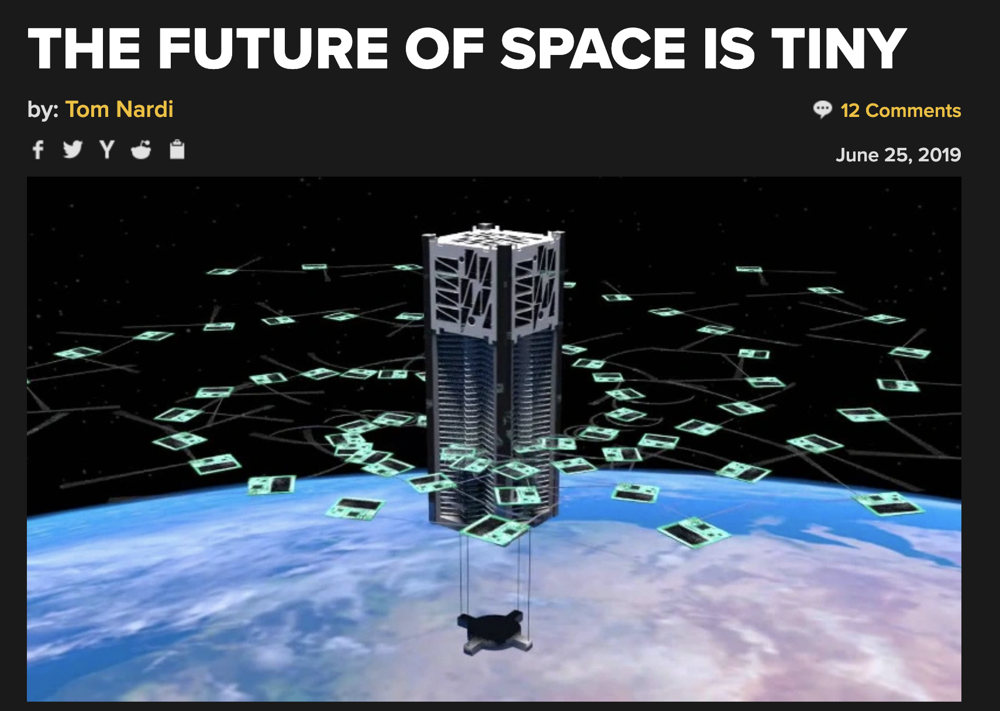 THE FUTURE OF SPACE IS TINY
by: Tom Nardi
12 Comments
June 25, 2019